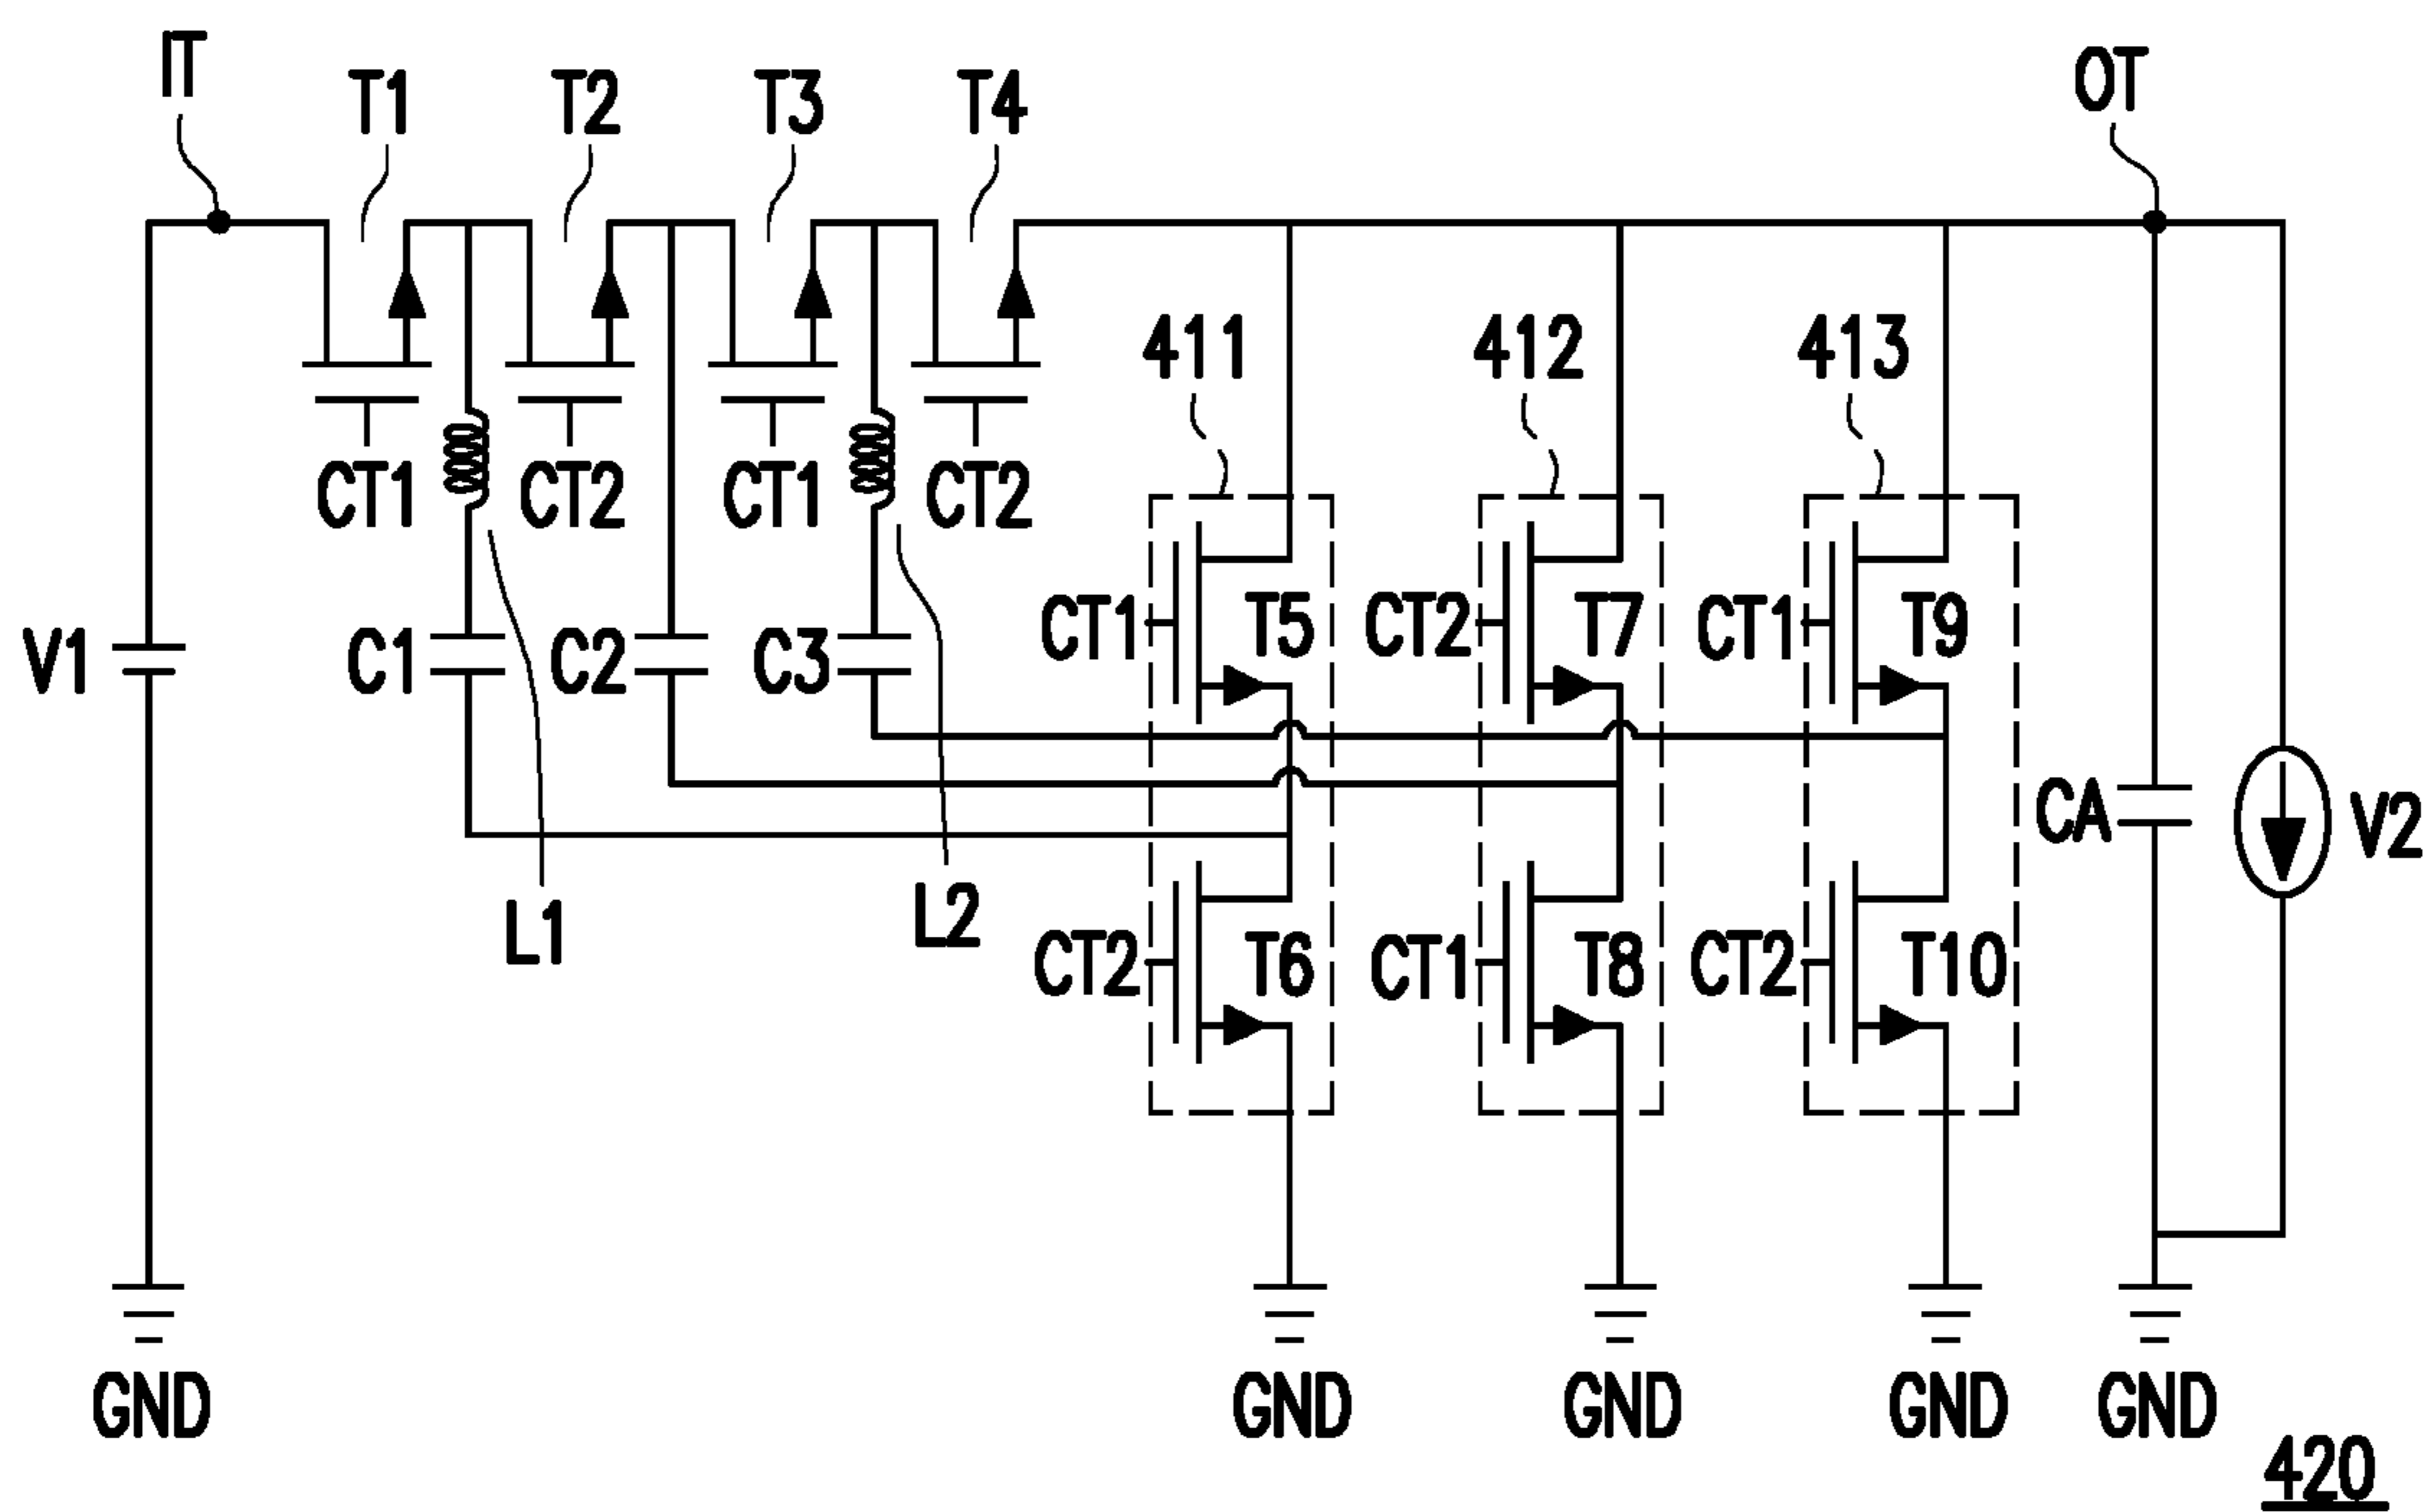 IT
OT
T1 T2 T3 T4
411 412 413
CT1 CT2 CT1 CT2
CT1 T5 CT2 T7 CT1 T9
V1 C1 C2 C3
CA V2
L1 L2
CT2 T6 CT1 T8 CT2 T10
GND GND GND GND GND
420